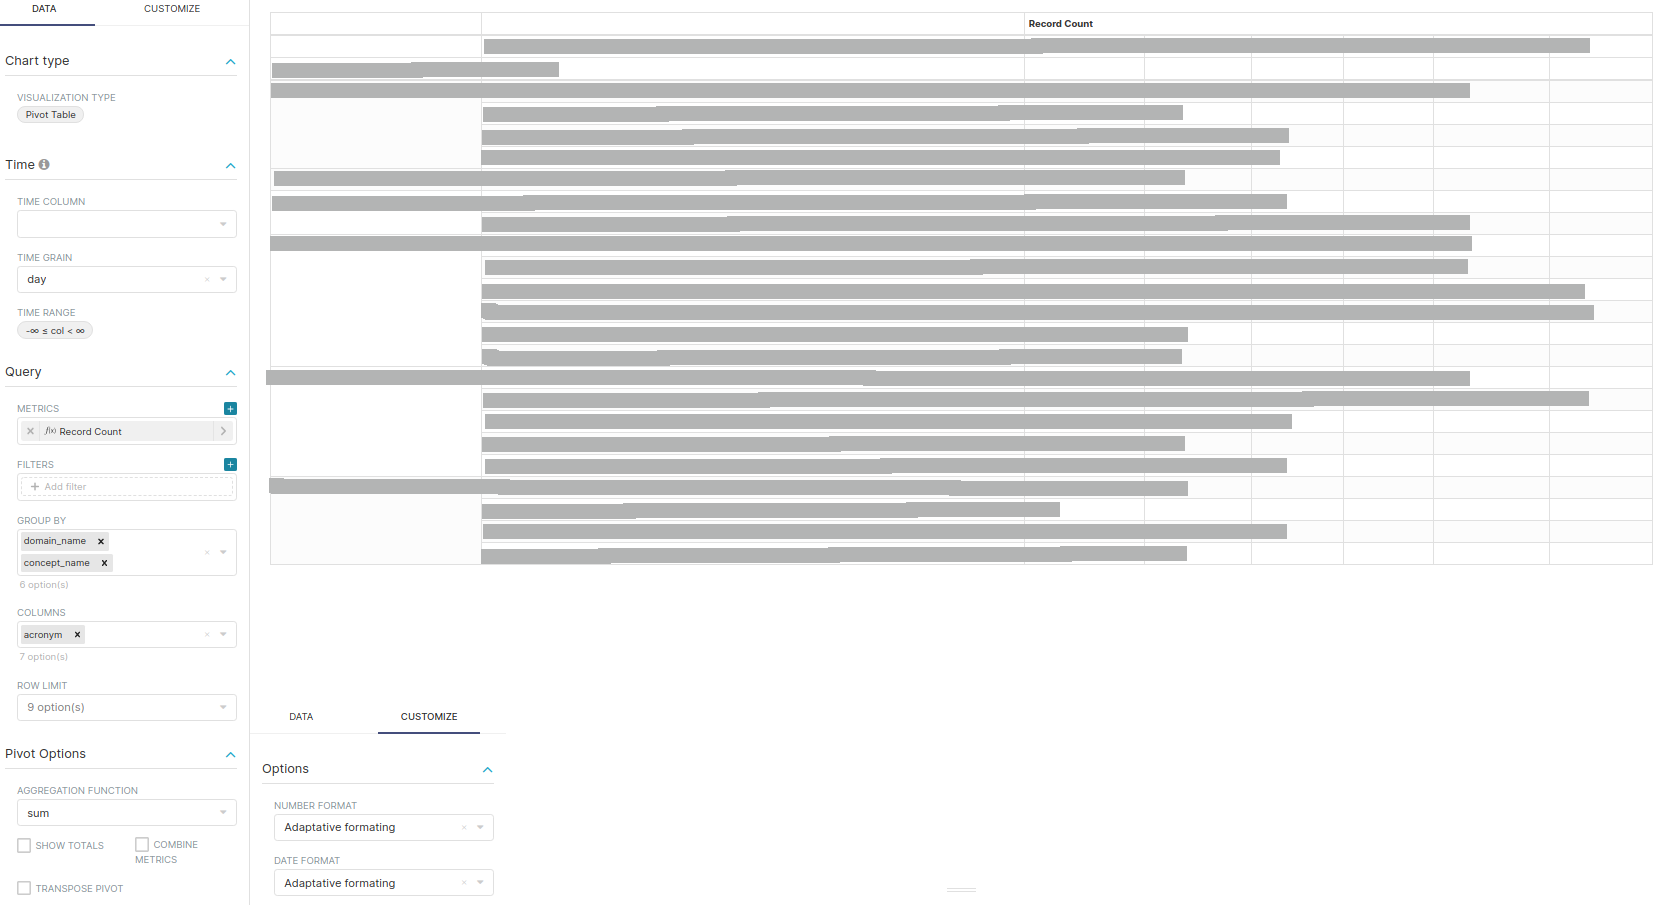 DATA CUSTOMIZE
Chart type
VISUALIZATION TYPE
Pivot Table
Time
TIME COLUMN
TIME GRAIN
day
TIME RANGE
-∞ ≤ col < ∞
Query
METRICS
f(x) Record Count
FILTERS
+ Add filter
GROUP BY
domain_name ×
concept_name ×
6 option(s)
COLUMNS
acronym ×
7 option(s)
ROW LIMIT
9 option(s)
Pivot Options
AGGREGATION FUNCTION
sum
SHOW TOTALS
COMBINE METRICS
TRANSPOSE PIVOT
Record Count
DATA CUSTOMIZE
Options
NUMBER FORMAT
Adaptative formating
DATE FORMAT
Adaptative formating